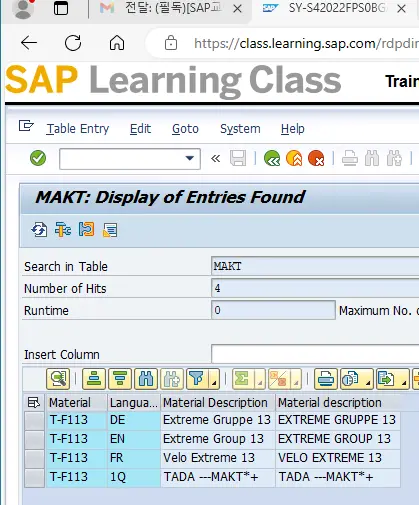 전달: (필독)[SAP교
SY-S42022FPS0BG
https://class.learning.sap.com/rdpdir
SAP Learning Class
Train
Table Entry Edit Goto System Help
MAKT: Display of Entries Found
Search in Table MAKT
Number of Hits 4
Runtime 0 Maximum No. o
Insert Column
Material Langua... Material Description Material description
T-F113 DE Extreme Gruppe 13 EXTREME GRUPPE 13
T-F113 EN Extreme Group 13 EXTREME GROUP 13
T-F113 FR Velo Extreme 13 VELO EXTREME 13
T-F113 1Q TADA ---MAKT*+ TADA ---MAKT*+